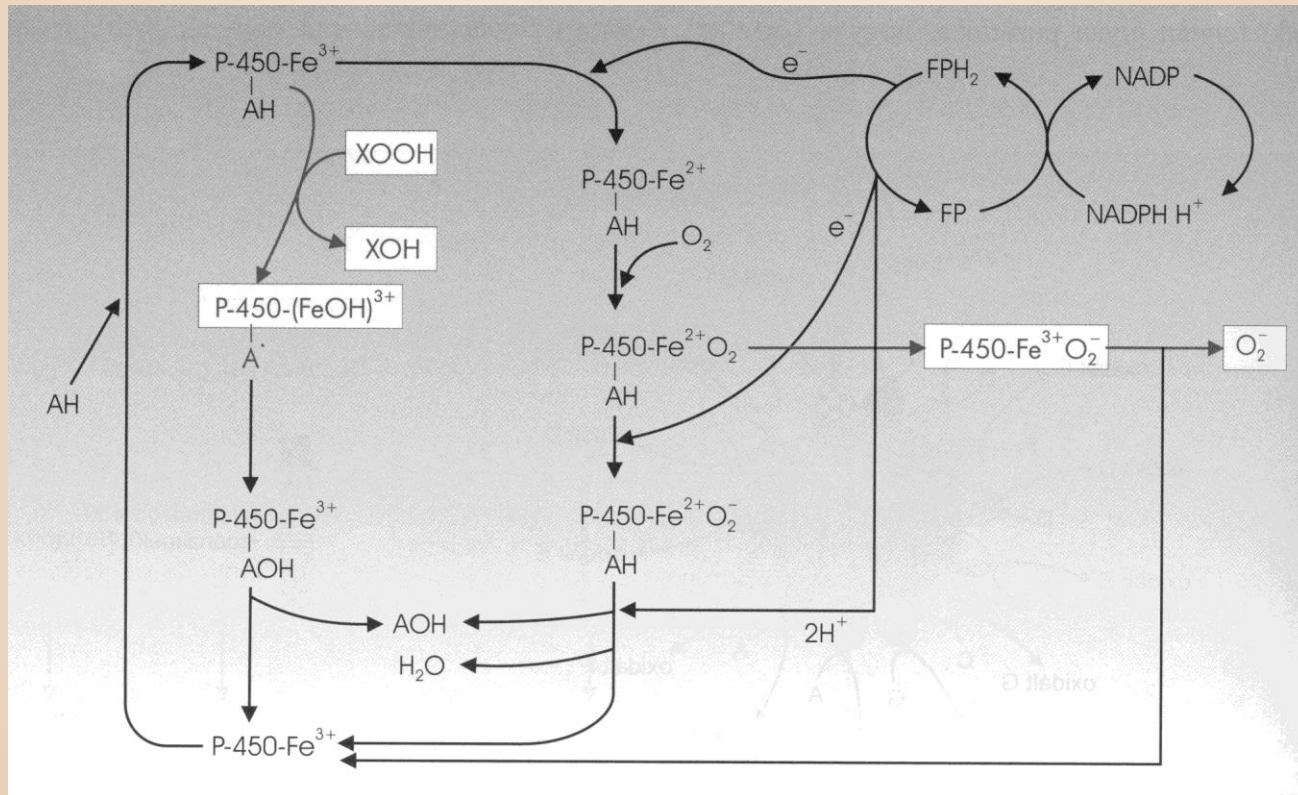 P-450-Fe³⁺
AH
e⁻
FPH₂
NADP
XOOH
P-450-Fe²⁺
AH
FP
NADPH H⁺
e⁻
O₂
XOH
P-450-(FeOH)³⁺
A˙
P-450-Fe²⁺O₂
AH
P-450-Fe³⁺O₂⁻
O₂⁻
AH
P-450-Fe³⁺
AOH
P-450-Fe²⁺O₂⁻
AH
AOH
2H⁺
H₂O
P-450-Fe³⁺
oxidált G